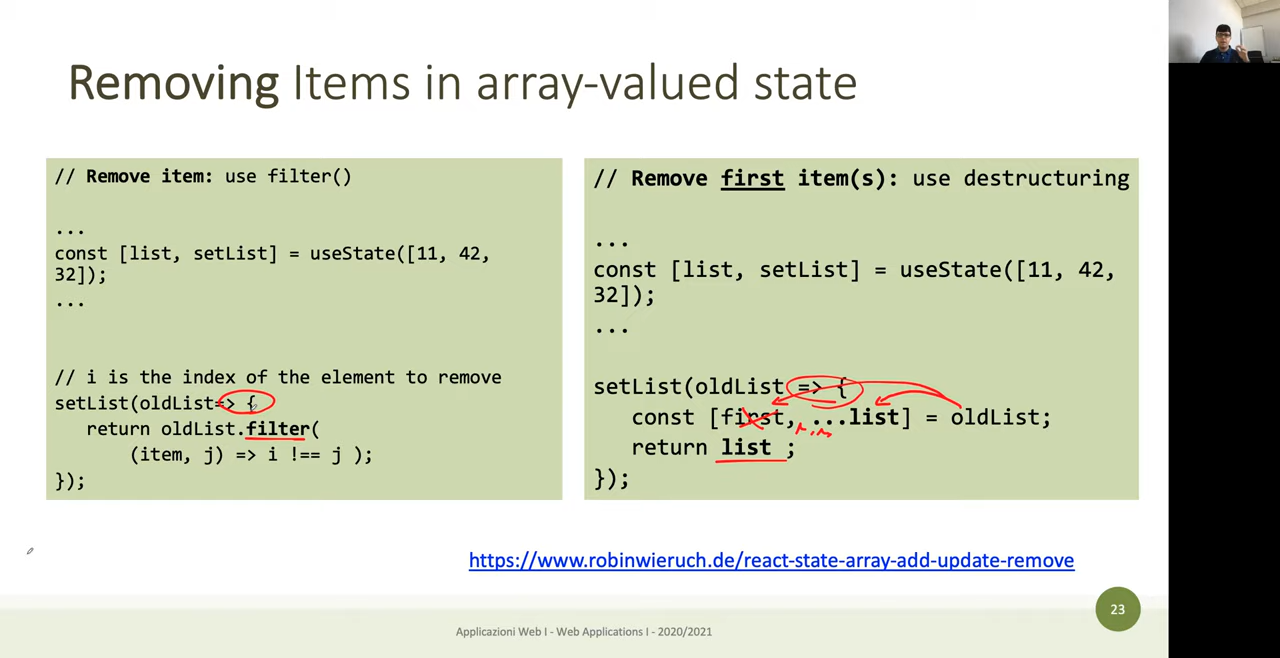 Removing Items in array-valued state
// Remove item: use filter()
...
const [list, setList] = useState([11, 42,
32]);
...
// i is the index of the element to remove
setList(oldList=> {
return oldList.filter(
(item, j) => i !== j );
});
// Remove first item(s): use destructuring
...
const [list, setList] = useState([11, 42,
32]);
...
setList(oldList => {
const [first, ...list] = oldList;
return list ;
});
https://www.robinwieruch.de/react-state-array-add-update-remove
23
Applicazioni Web I - Web Applications I - 2020/2021